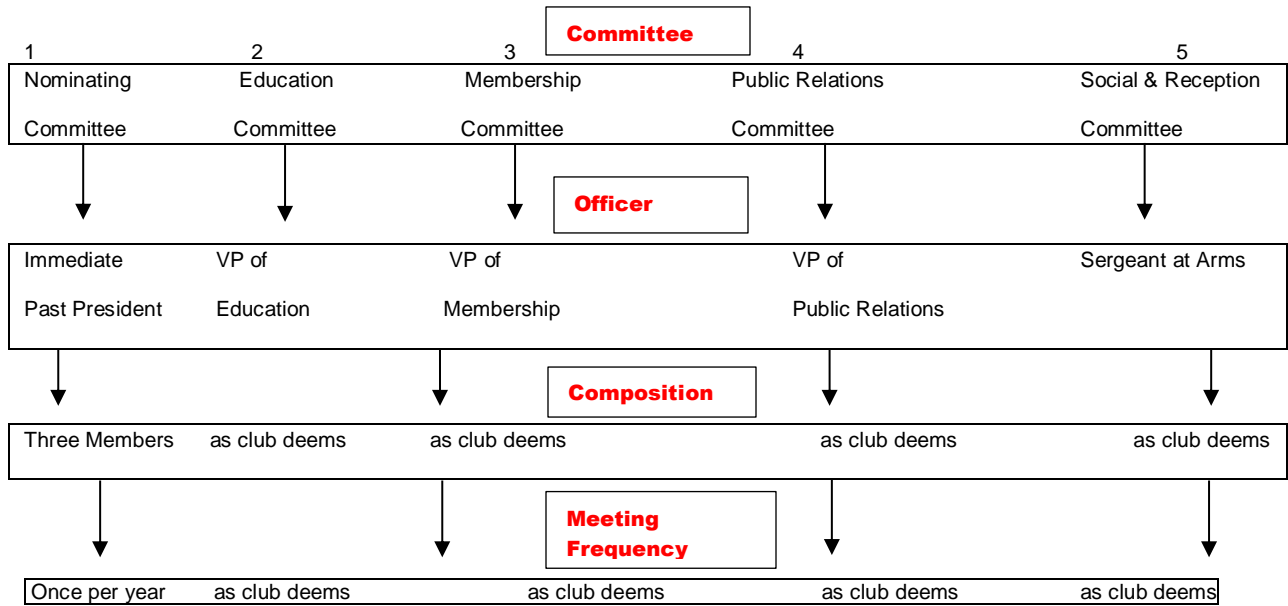 Committee
1 2 3 4 5
Nominating Education Membership Public Relations Social & Reception
Committee Committee Committee Committee Committee
Officer
Immediate VP of VP of VP of Sergeant at Arms
Past President Education Membership Public Relations
Composition
Three Members as club deems as club deems as club deems as club deems
Meeting
Frequency
Once per year as club deems as club deems as club deems as club deems